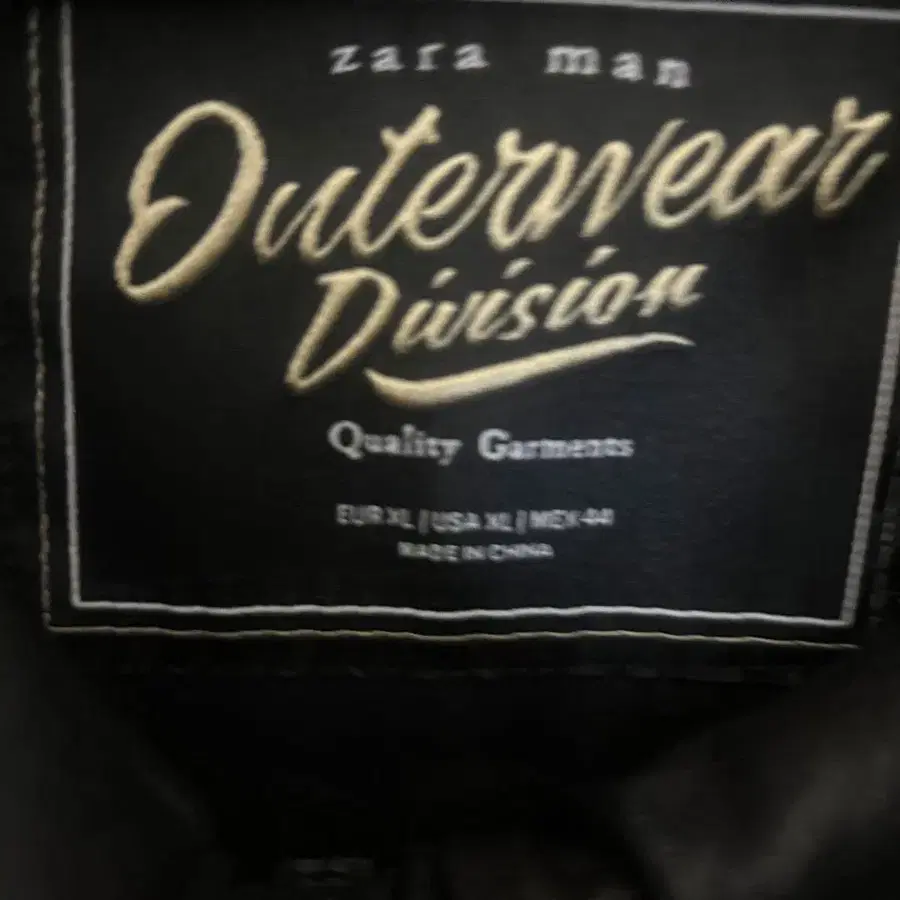 zara man
Outerwear
Division
Quality Garments
EUR XL | USA XL | MEX 44
MADE IN CHINA